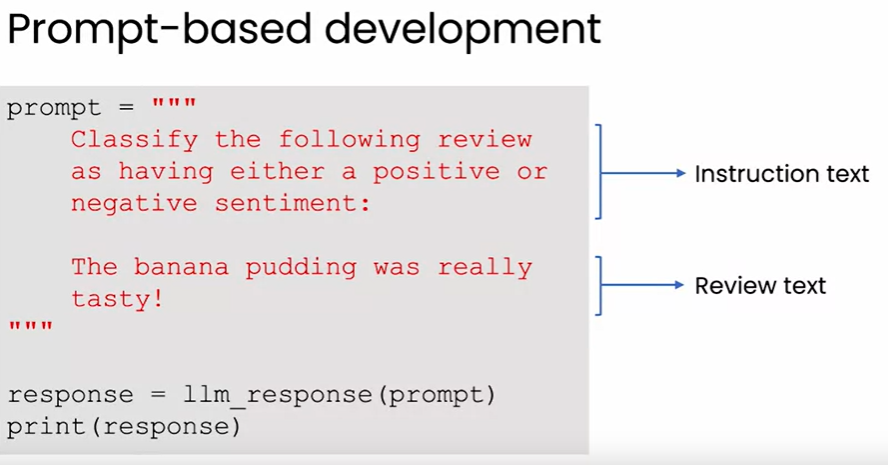 Prompt-based development
prompt = """
Classify the following review
as having either a positive or
negative sentiment:
Instruction text
The banana pudding was really
tasty!
Review text
"""
response = llm_response(prompt)
print(response)